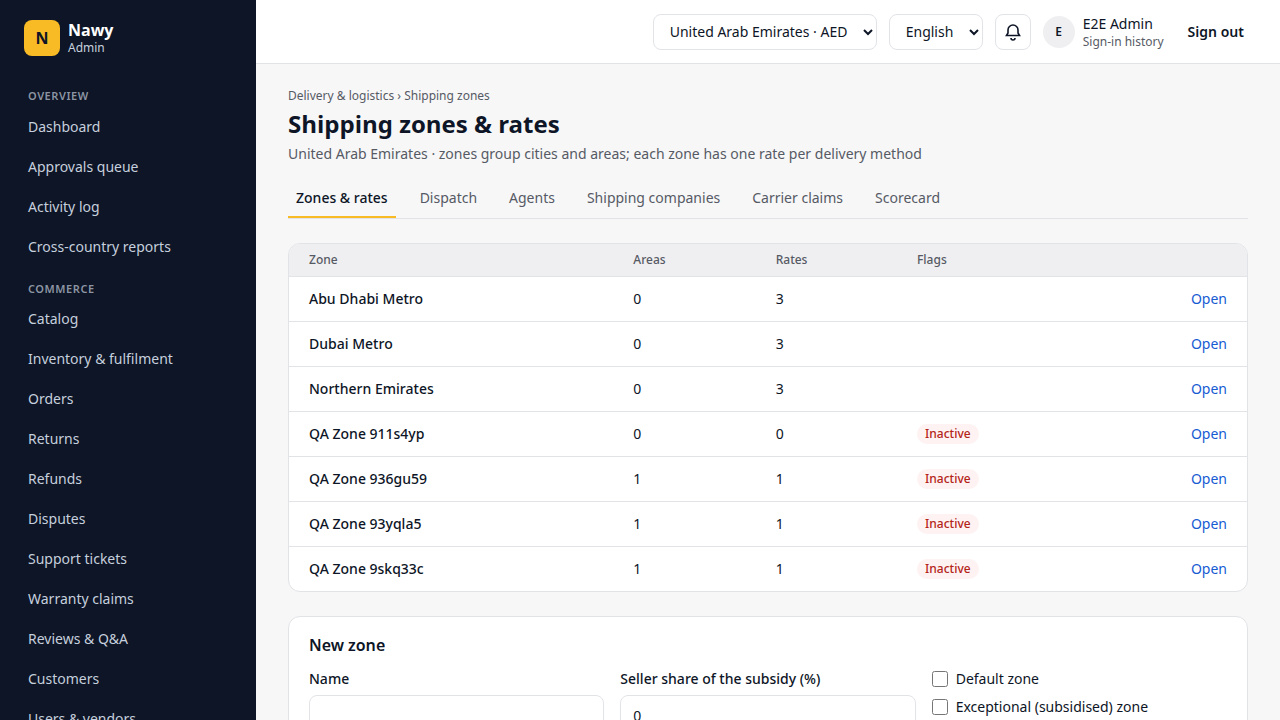 N
Nawy
Admin
United Arab Emirates · AED
English
E
E2E Admin
Sign-in history
Sign out
OVERVIEW
Dashboard
Approvals queue
Activity log
Cross-country reports
COMMERCE
Catalog
Inventory & fulfilment
Orders
Returns
Refunds
Disputes
Support tickets
Warranty claims
Reviews & Q&A
Customers
Users & vendors
Delivery & logistics › Shipping zones
Shipping zones & rates
United Arab Emirates · zones group cities and areas; each zone has one rate per delivery method
Zones & rates Dispatch Agents Shipping companies Carrier claims Scorecard
Zone Areas Rates Flags
Abu Dhabi Metro 0 3 Open
Dubai Metro 0 3 Open
Northern Emirates 0 3 Open
QA Zone 911s4yp 0 0 Inactive Open
QA Zone 936gu59 1 1 Inactive Open
QA Zone 93yqla5 1 1 Inactive Open
QA Zone 9skq33c 1 1 Inactive Open
New zone
Name Seller share of the subsidy (%) Default zone
0 Exceptional (subsidised) zone